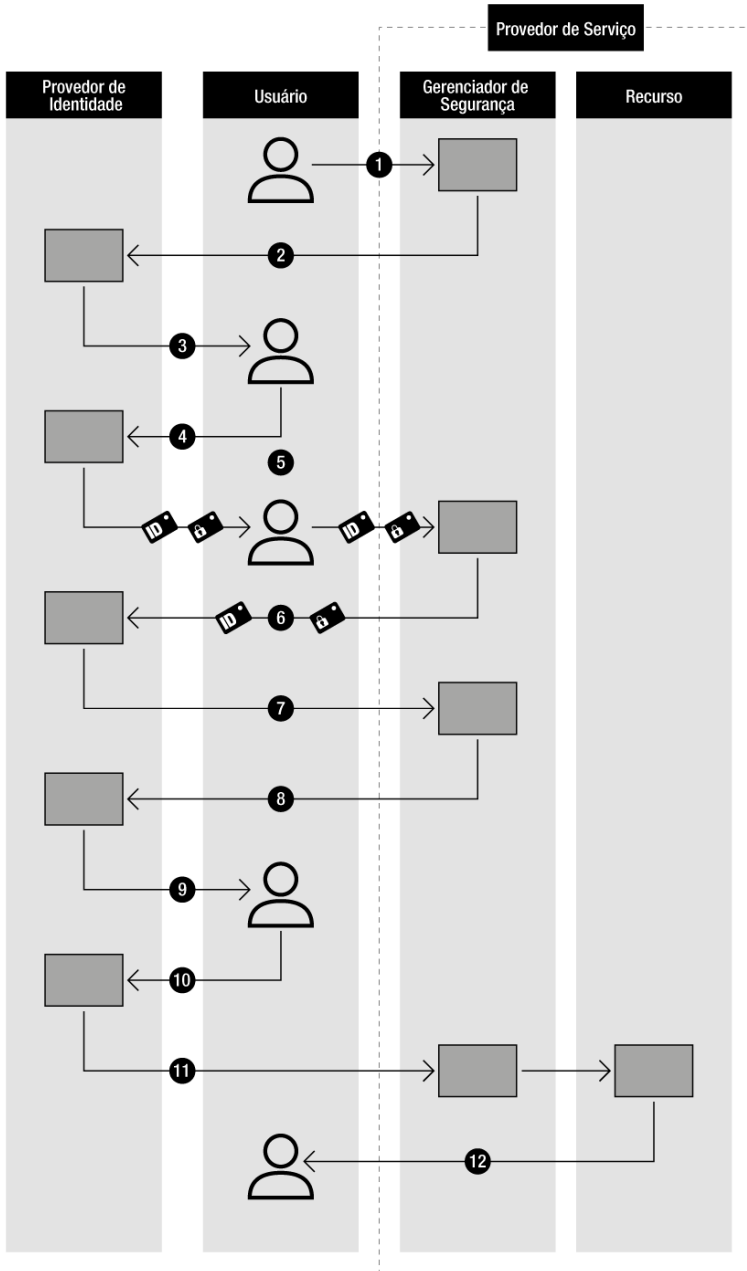 Provedor de Serviço
Provedor de
Identidade
Usuário
Gerenciador de
Segurança
Recurso
1
2
3
4
5
ID
ID
ID
6
7
8
9
10
11
12